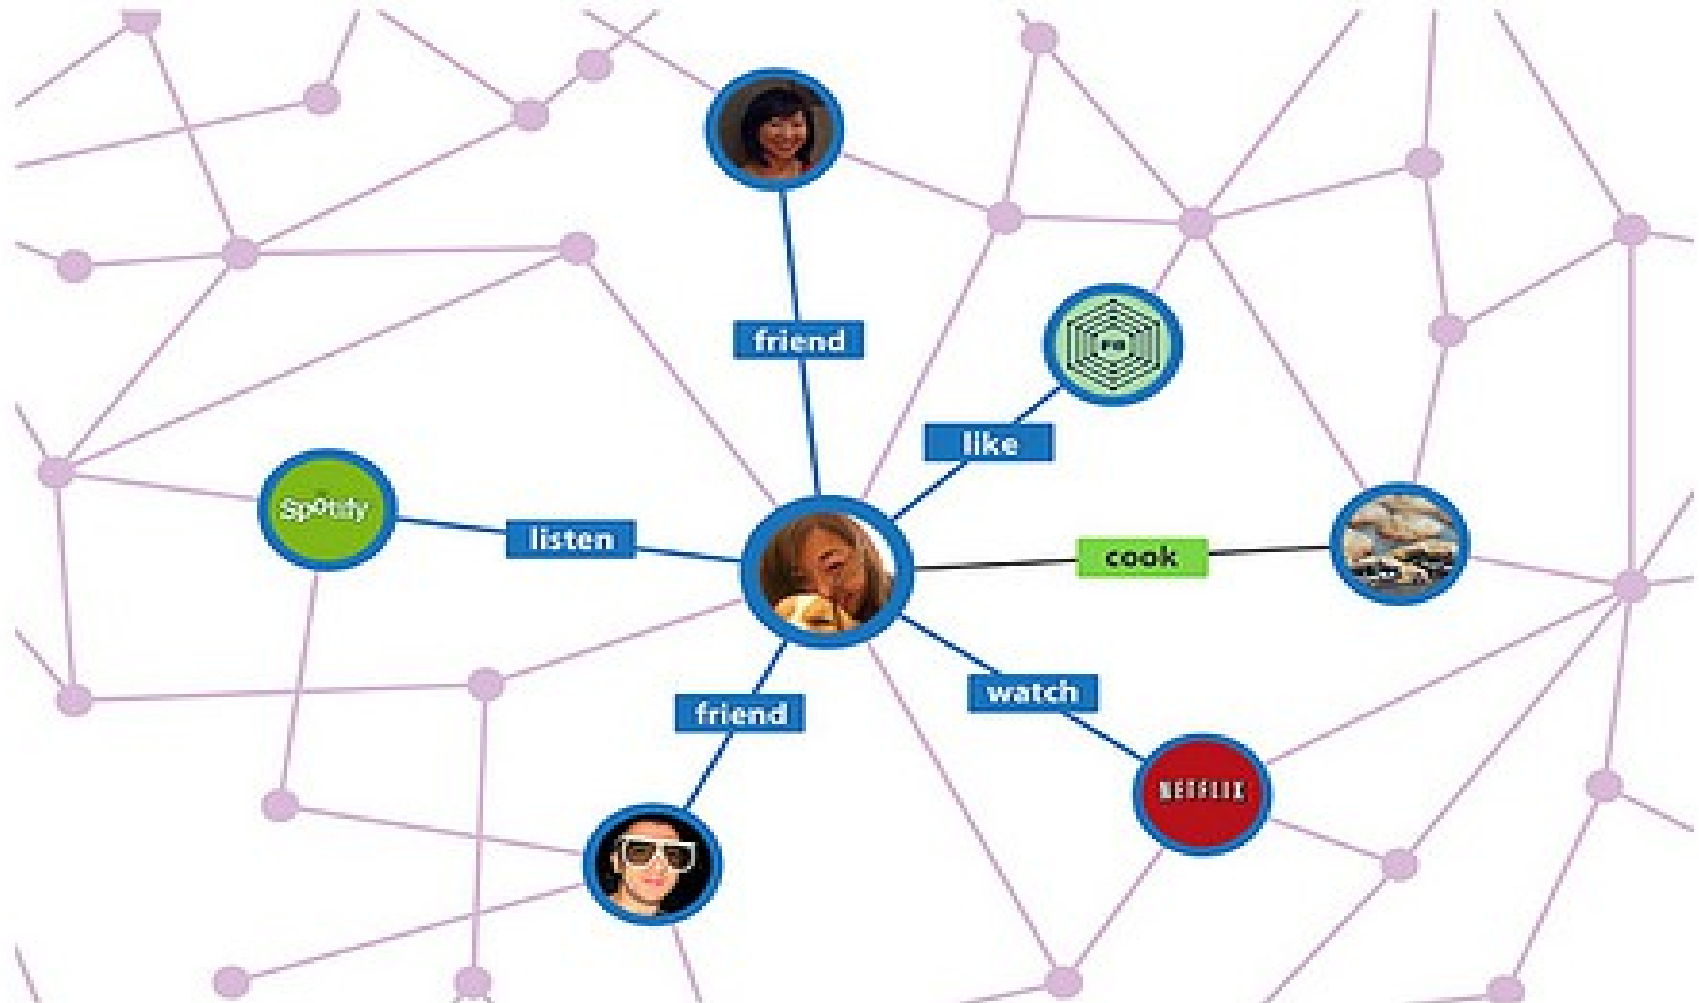 friend
like
Spotify
listen
cook
watch
friend
NETFLIX